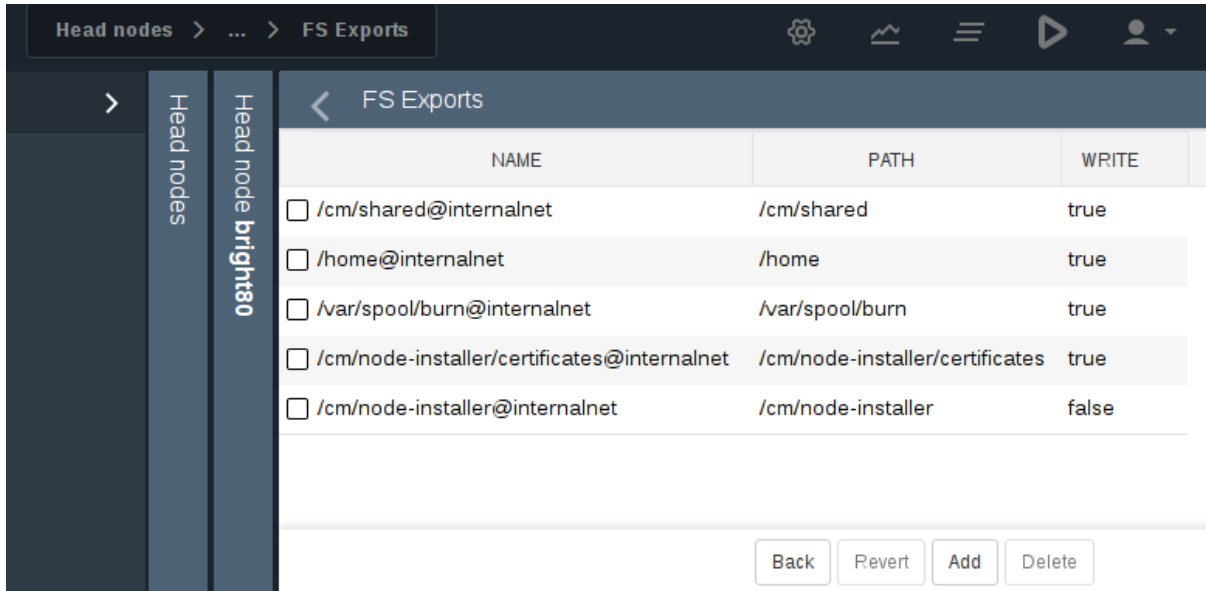 Head nodes > ... > FS Exports
Head nodes
Head node bright80
FS Exports
NAME PATH WRITE
/cm/shared@internalnet /cm/shared true
/home@internalnet /home true
/var/spool/burn@internalnet /var/spool/burn true
/cm/node-installer/certificates@internalnet /cm/node-installer/certificates true
/cm/node-installer@internalnet /cm/node-installer false
Back Revert Add Delete